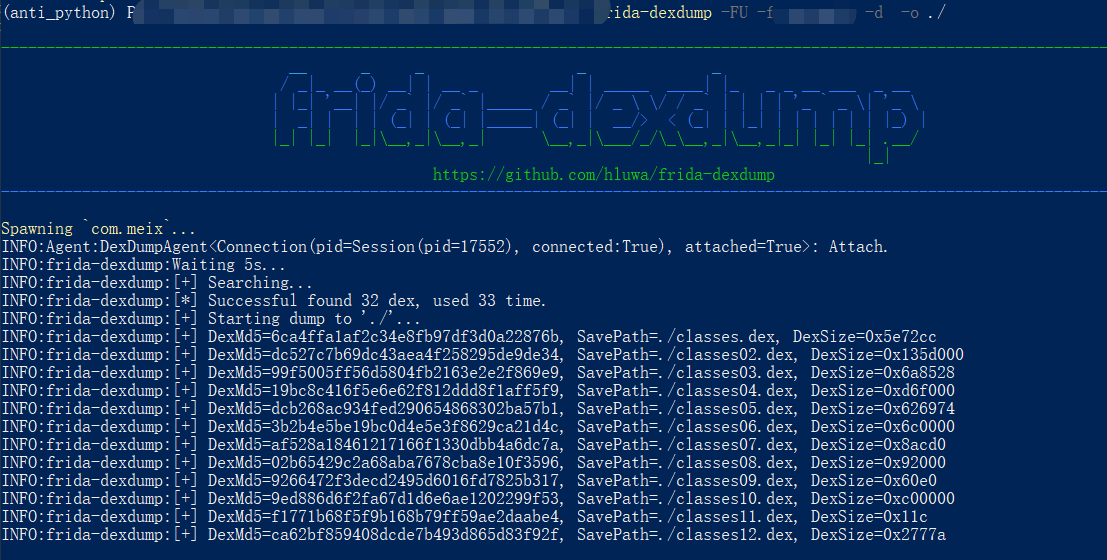 (anti_python) P rida-dexdump -FU -f -d -o ./
frida-dexdump
https://github.com/hluwa/frida-dexdump
Spawning `com.meix`...
INFO:Agent:DexDumpAgent<Connection(pid=Session(pid=17552), connected:True), attached=True>: Attach.
INFO:frida-dexdump:Waiting 5s...
INFO:frida-dexdump:[+] Searching...
INFO:frida-dexdump:[*] Successful found 32 dex, used 33 time.
INFO:frida-dexdump:[+] Starting dump to './'...
INFO:frida-dexdump:[+] DexMd5=6ca4ffa1af2c34e8fb97df3d0a22876b, SavePath=./classes.dex, DexSize=0x5e72cc
INFO:frida-dexdump:[+] DexMd5=dc527c7b69dc43aea4f258295de9de34, SavePath=./classes02.dex, DexSize=0x135d000
INFO:frida-dexdump:[+] DexMd5=99f5005ff56d5804fb2163e2e2f869e9, SavePath=./classes03.dex, DexSize=0x6a8528
INFO:frida-dexdump:[+] DexMd5=19bc8c416f5e6e62f812ddd8f1aff5f9, SavePath=./classes04.dex, DexSize=0xd6f000
INFO:frida-dexdump:[+] DexMd5=dcb268ac934fed290654868302ba57b1, SavePath=./classes05.dex, DexSize=0x626974
INFO:frida-dexdump:[+] DexMd5=3b2b4e5be19bc0d4e5e3f8629ca21d4c, SavePath=./classes06.dex, DexSize=0x6c0000
INFO:frida-dexdump:[+] DexMd5=af528a18461217166f1330dbb4a6dc7a, SavePath=./classes07.dex, DexSize=0x8acd0
INFO:frida-dexdump:[+] DexMd5=02b65429c2a68aba7678cba8e10f3596, SavePath=./classes08.dex, DexSize=0x92000
INFO:frida-dexdump:[+] DexMd5=9266472f3decd2495d6016fd7825b317, SavePath=./classes09.dex, DexSize=0x60e0
INFO:frida-dexdump:[+] DexMd5=9ed886d6f2fa67d1d6e6ae1202299f53, SavePath=./classes10.dex, DexSize=0xc00000
INFO:frida-dexdump:[+] DexMd5=f1771b68f5f9b168b79ff59ae2daabe4, SavePath=./classes11.dex, DexSize=0x11c
INFO:frida-dexdump:[+] DexMd5=ca62bf859408dcde7b493d865d83f92f, SavePath=./classes12.dex, DexSize=0x2777a